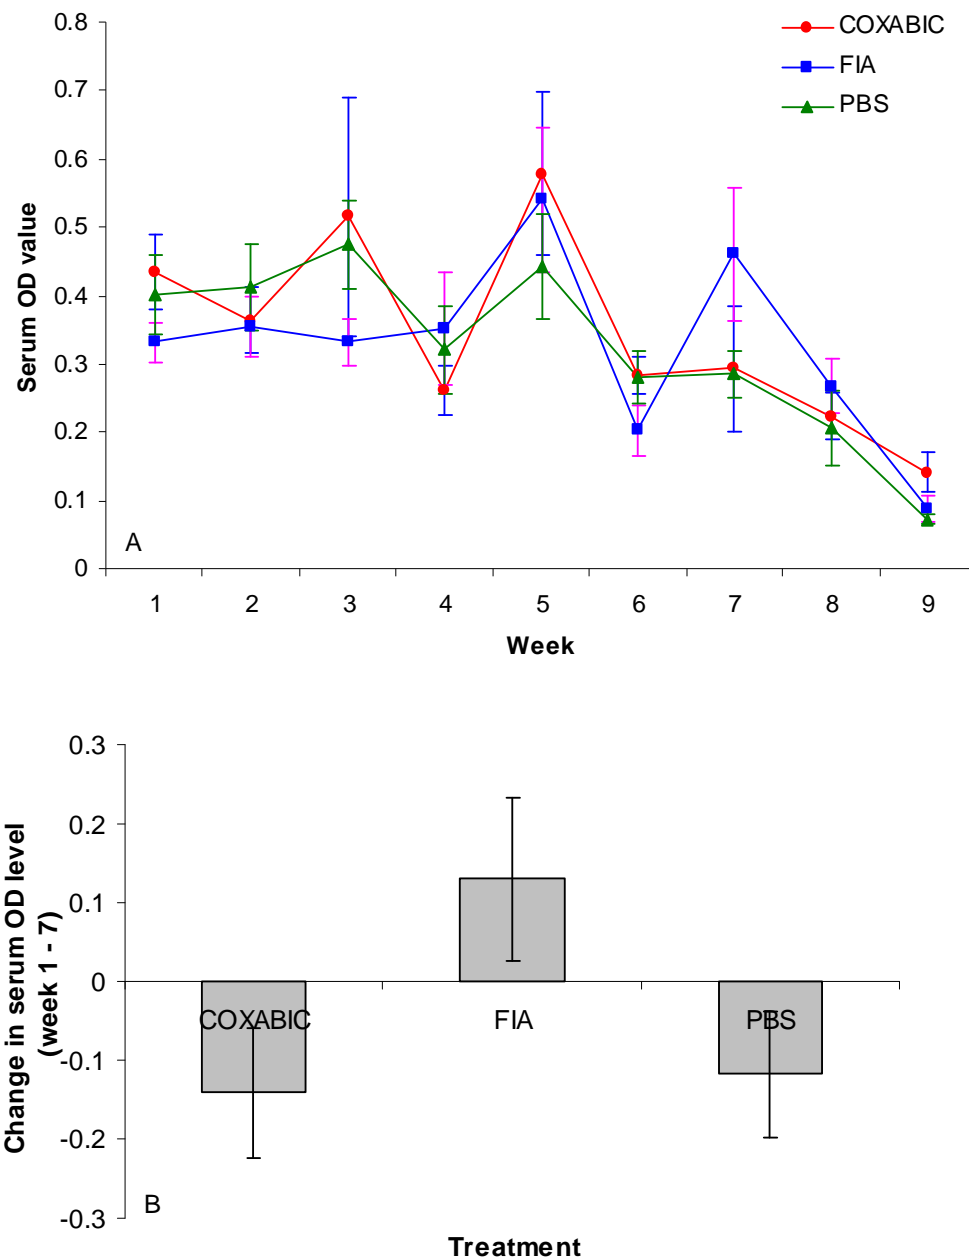 0.8
0.7
0.6
0.5
0.4
0.3
0.2
0.1
0
Serum OD value
COXABIC
FIA
PBS
A
1 2 3 4 5 6 7 8 9
Week
0.3
0.2
0.1
0
-0.1
-0.2
-0.3
Change in serum OD level
(week 1 - 7)
COXABIC FIA PBS
B
Treatment